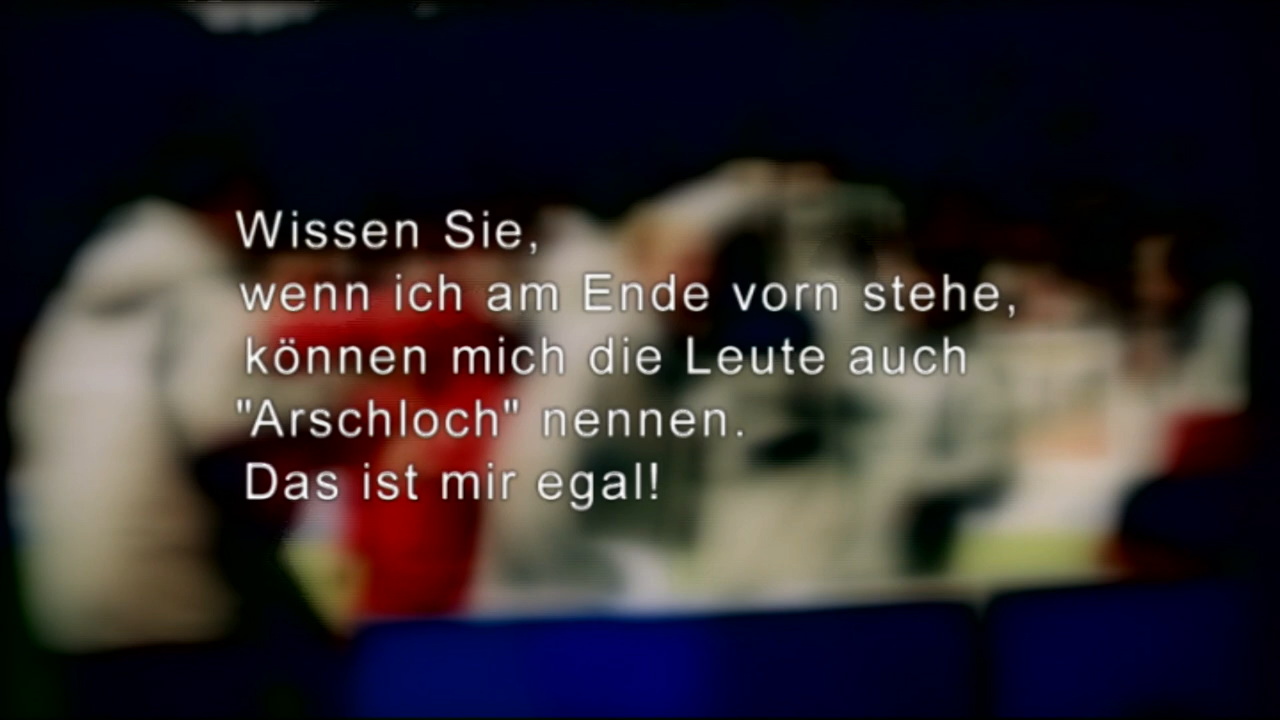 Wissen Sie,
wenn ich am Ende vorn stehe,
können mich die Leute auch
"Arschloch" nennen.
Das ist mir egal!